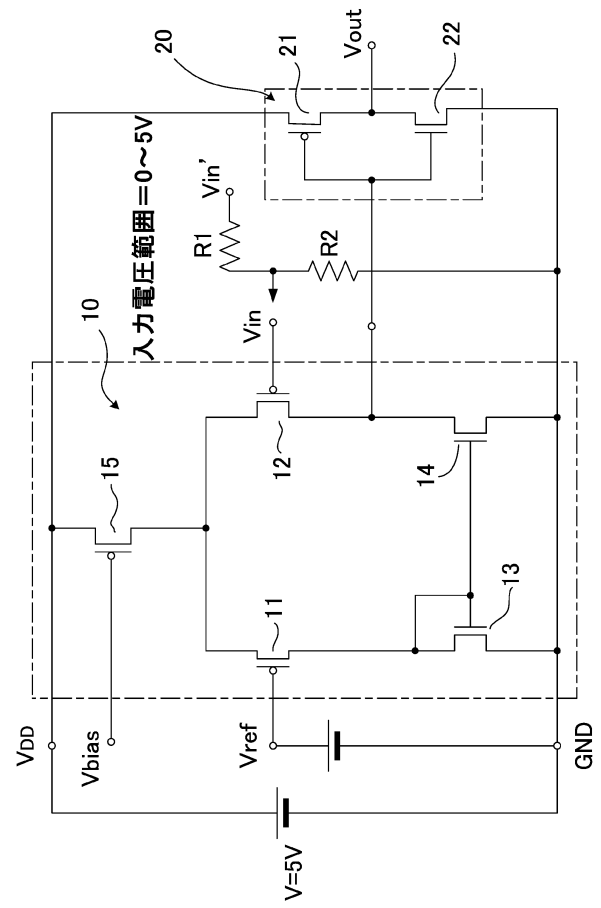 VDD
Vbias
Vref
GND
V=5V
10
15
11
12
13
14
入力電圧範囲=0～5V
Vin
Vin'
R1
R2
20
21
22
Vout